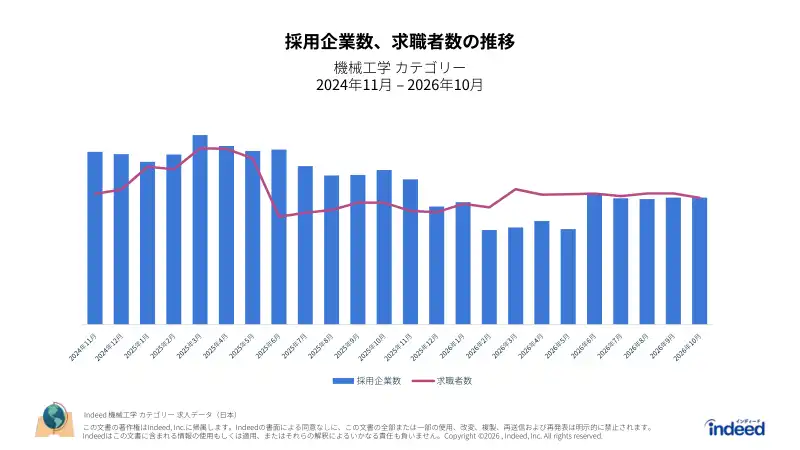 採用企業数、求職者数の推移
機械工学 カテゴリー
2024年11月 – 2026年10月
2024年11月
2024年12月
2025年1月
2025年2月
2025年3月
2025年4月
2025年5月
2025年6月
2025年7月
2025年8月
2025年9月
2025年10月
2025年11月
2025年12月
2026年1月
2026年2月
2026年3月
2026年4月
2026年5月
2026年6月
2026年7月
2026年8月
2026年9月
2026年10月
採用企業数 求職者数
Indeed 機械工学 カテゴリー 求人データ（日本）
この文書の著作権はIndeed, Inc.に帰属します。Indeedの書面による同意なしに、この文書の全部または一部の使用、改変、複製、再送信および再発表は明示的に禁止されます。
Indeedはこの文書に含まれる情報の使用もしくは適用、またはそれらの解釈によるいかなる責任も負いません。Copyright ©2026 , Indeed, Inc. All rights reserved.
インディード
indeed